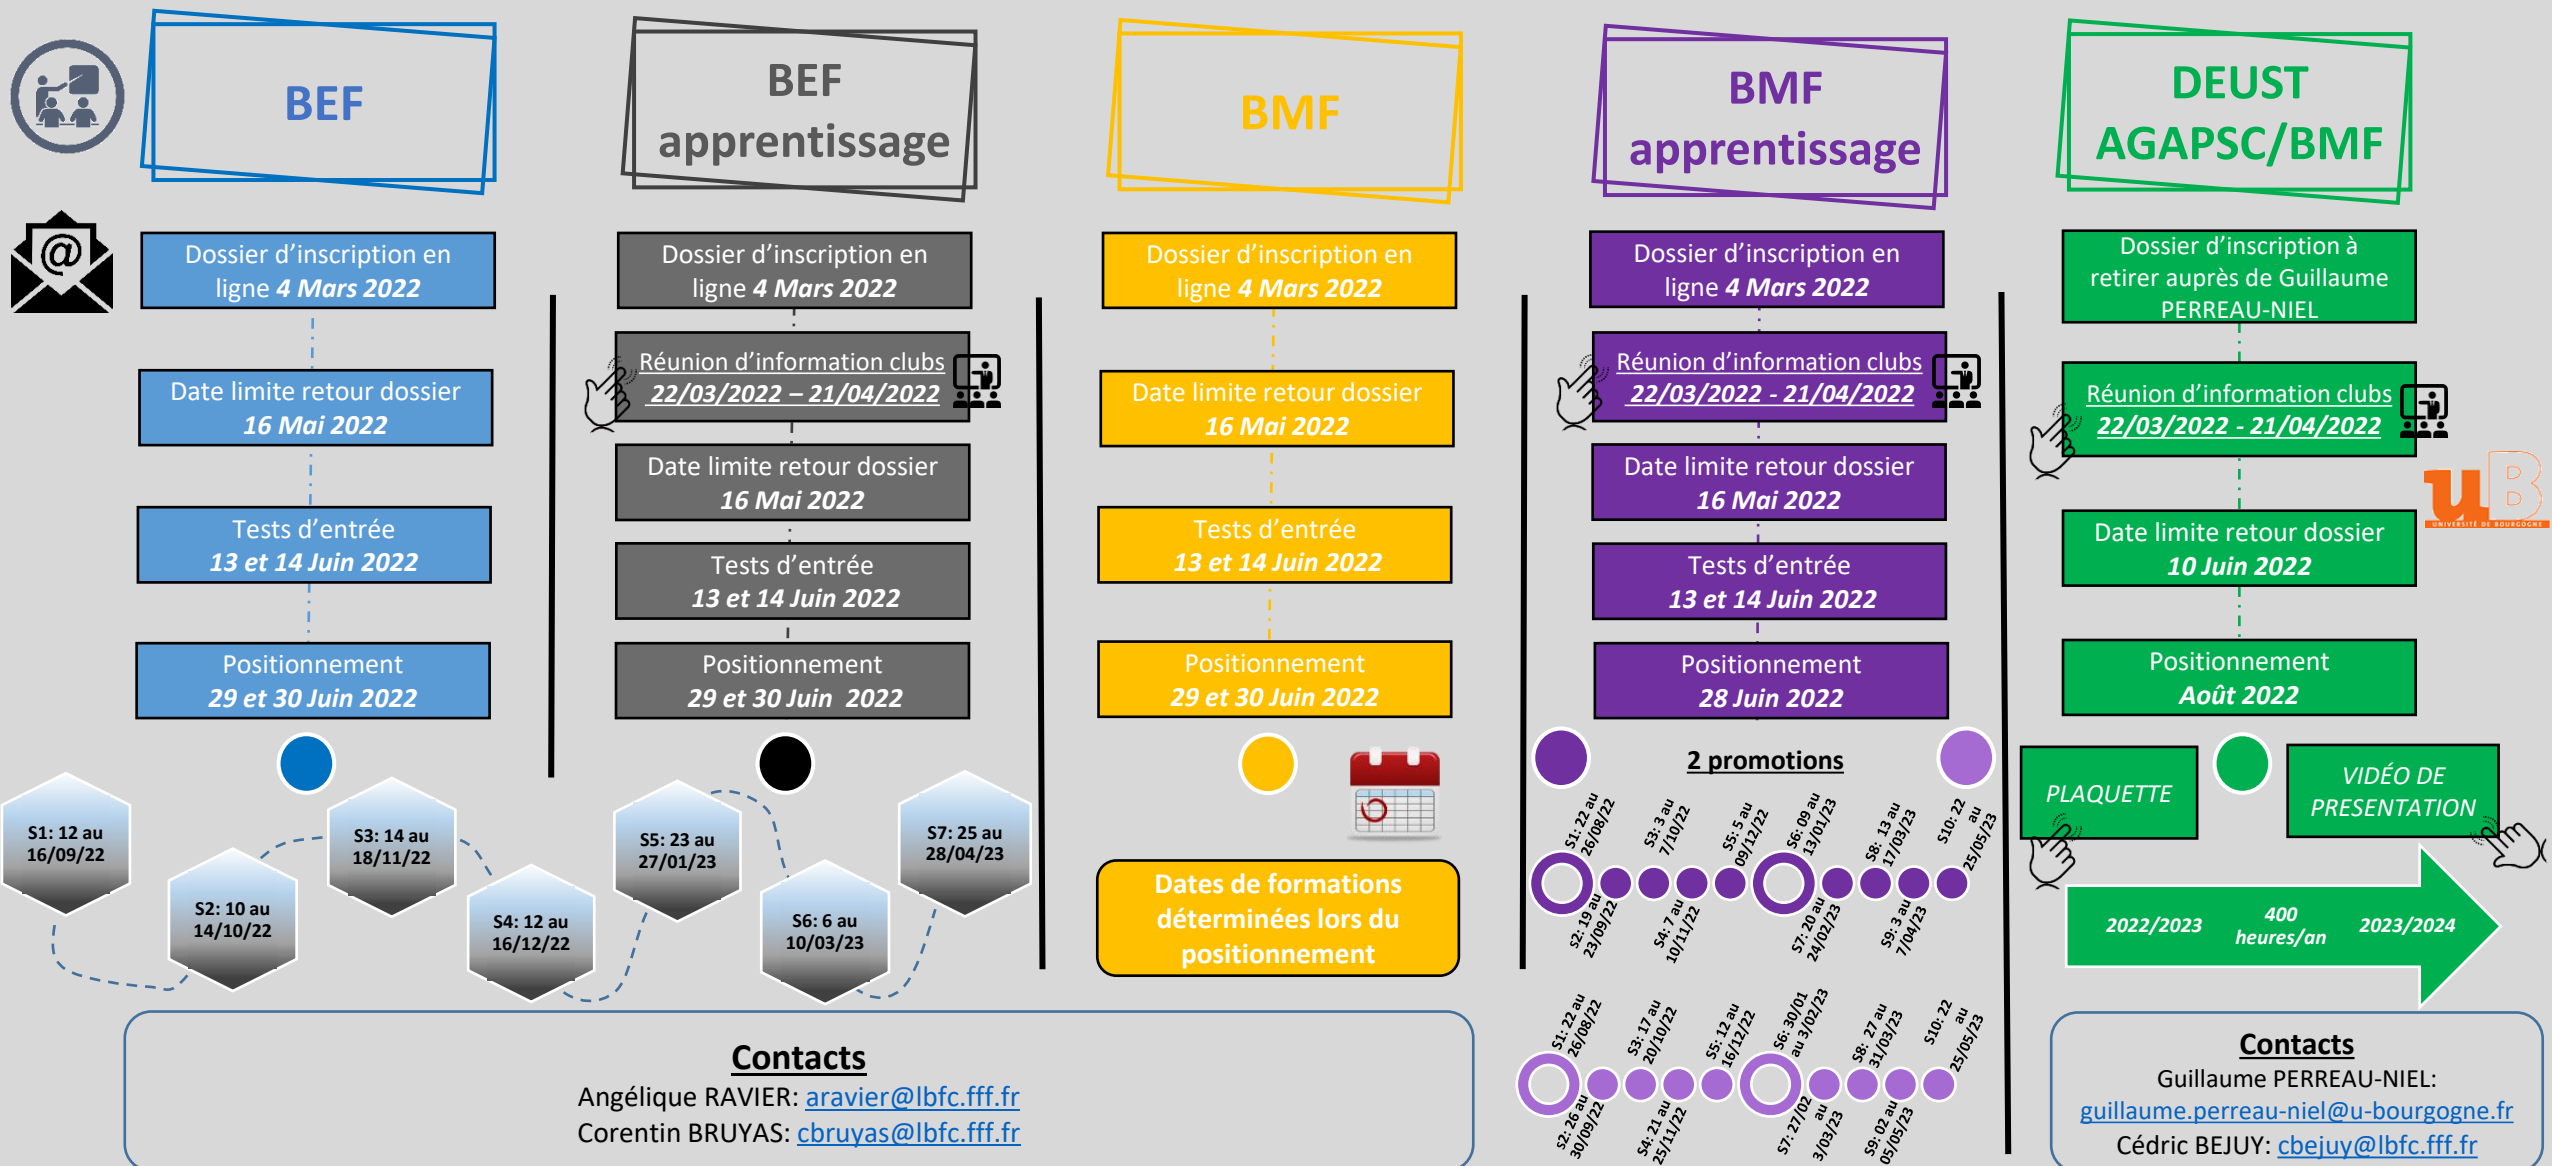 BEF
Dossier d'inscription en
ligne 4 Mars 2022
Date limite retour dossier
16 Mai 2022
Tests d'entrée
13 et 14 Juin 2022
Positionnement
29 et 30 Juin 2022
BEF
apprentissage
Dossier d'inscription en
ligne 4 Mars 2022
Réunion d'information clubs
22/03/2022 – 21/04/2022
Date limite retour dossier
16 Mai 2022
Tests d'entrée
13 et 14 Juin 2022
Positionnement
29 et 30 Juin 2022
S1: 12 au
16/09/22
S2: 10 au
14/10/22
S3: 14 au
18/11/22
S4: 12 au
16/12/22
S5: 23 au
27/01/23
S6: 6 au
10/03/23
S7: 25 au
28/04/23
BMF
Dossier d'inscription en
ligne 4 Mars 2022
Date limite retour dossier
16 Mai 2022
Tests d'entrée
13 et 14 Juin 2022
Positionnement
29 et 30 Juin 2022
Dates de formations
déterminées lors du
positionnement
BMF
apprentissage
Dossier d'inscription en
ligne 4 Mars 2022
Réunion d'information clubs
22/03/2022 - 21/04/2022
Date limite retour dossier
16 Mai 2022
Tests d'entrée
13 et 14 Juin 2022
Positionnement
28 Juin 2022
2 promotions
S1: 22 au
26/08/22
S2: 19 au
23/09/22
S3: 3 au
7/10/22
S4: 7 au
10/11/22
S5: 5 au
09/12/22
S6: 09 au
13/01/23
S7: 20 au
24/02/23
S8: 13 au
17/03/23
S9: 3 au
7/04/23
S10: 22
au
25/05/23
S1: 22 au
26/08/22
S2: 26 au
30/09/22
S3: 17 au
20/10/22
S4: 21 au
25/11/22
S5: 12 au
16/12/22
S6: 30/01
au 3/02/23
S7: 27/02
au
3/03/23
S8: 27 au
31/03/23
S9: 02 au
05/05/23
S10: 22
au
25/05/23
DEUST
AGAPSC/BMF
Dossier d'inscription à
retirer auprès de Guillaume
PERREAU-NIEL
Réunion d'information clubs
22/03/2022 - 21/04/2022
uB
UNIVERSITÉ DE BOURGOGNE
Date limite retour dossier
10 Juin 2022
Positionnement
Août 2022
PLAQUETTE
VIDÉO DE
PRESENTATION
2022/2023
400
heures/an
2023/2024
Contacts
Angélique RAVIER: aravier@lbfc.fff.fr
Corentin BRUYAS: cbruyas@lbfc.fff.fr
Contacts
Guillaume PERREAU-NIEL:
guillaume.perreau-niel@u-bourgogne.fr
Cédric BEJUY: cbejuy@lbfc.fff.fr